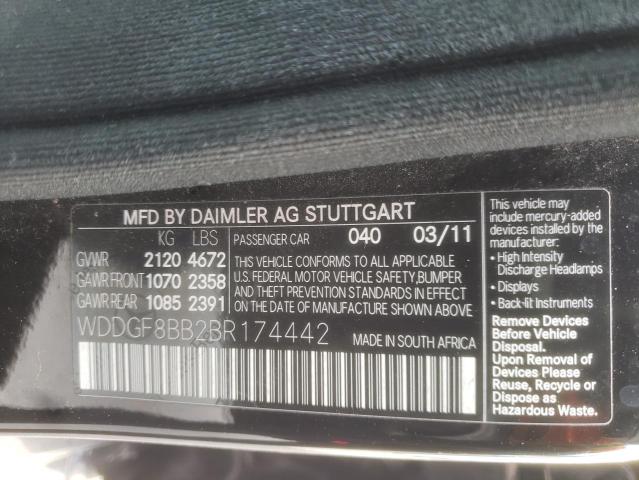 MFD BY DAIMLER AG STUTTGART
KG LBS
GVWR 2120 4672
GAWR FRONT 1070 2358
GAWR REAR 1085 2391
PASSENGER CAR 040 03/11
THIS VEHICLE CONFORMS TO ALL APPLICABLE
U.S. FEDERAL MOTOR VEHICLE SAFETY, BUMPER
AND THEFT PREVENTION STANDARDS IN EFFECT
ON THE DATE OF MANUFACTURE SHOWN ABOVE
WDDGF8BB2BR174442
MADE IN SOUTH AFRICA
This vehicle may
include mercury-added
devices installed by the
manufacturer:
• High Intensity
Discharge Headlamps
• Displays
• Back-lit Instruments
Remove Devices
Before Vehicle
Disposal.
Upon Removal of
Devices Please
Reuse, Recycle or
Dispose as
Hazardous Waste.